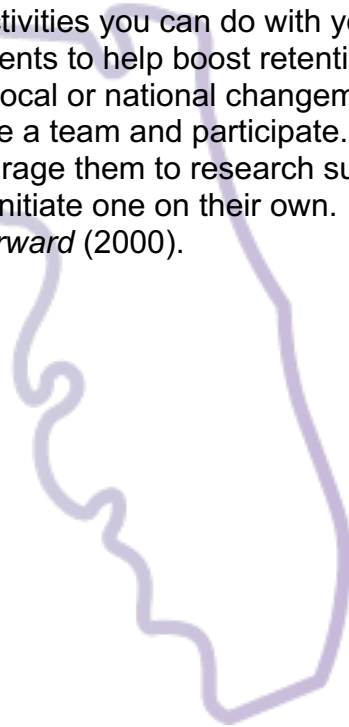 ctivities you can do with y
ents to help boost retenti
ocal or national changem
e a team and participate.
rage them to research su
nitiate one on their own.
rward (2000).